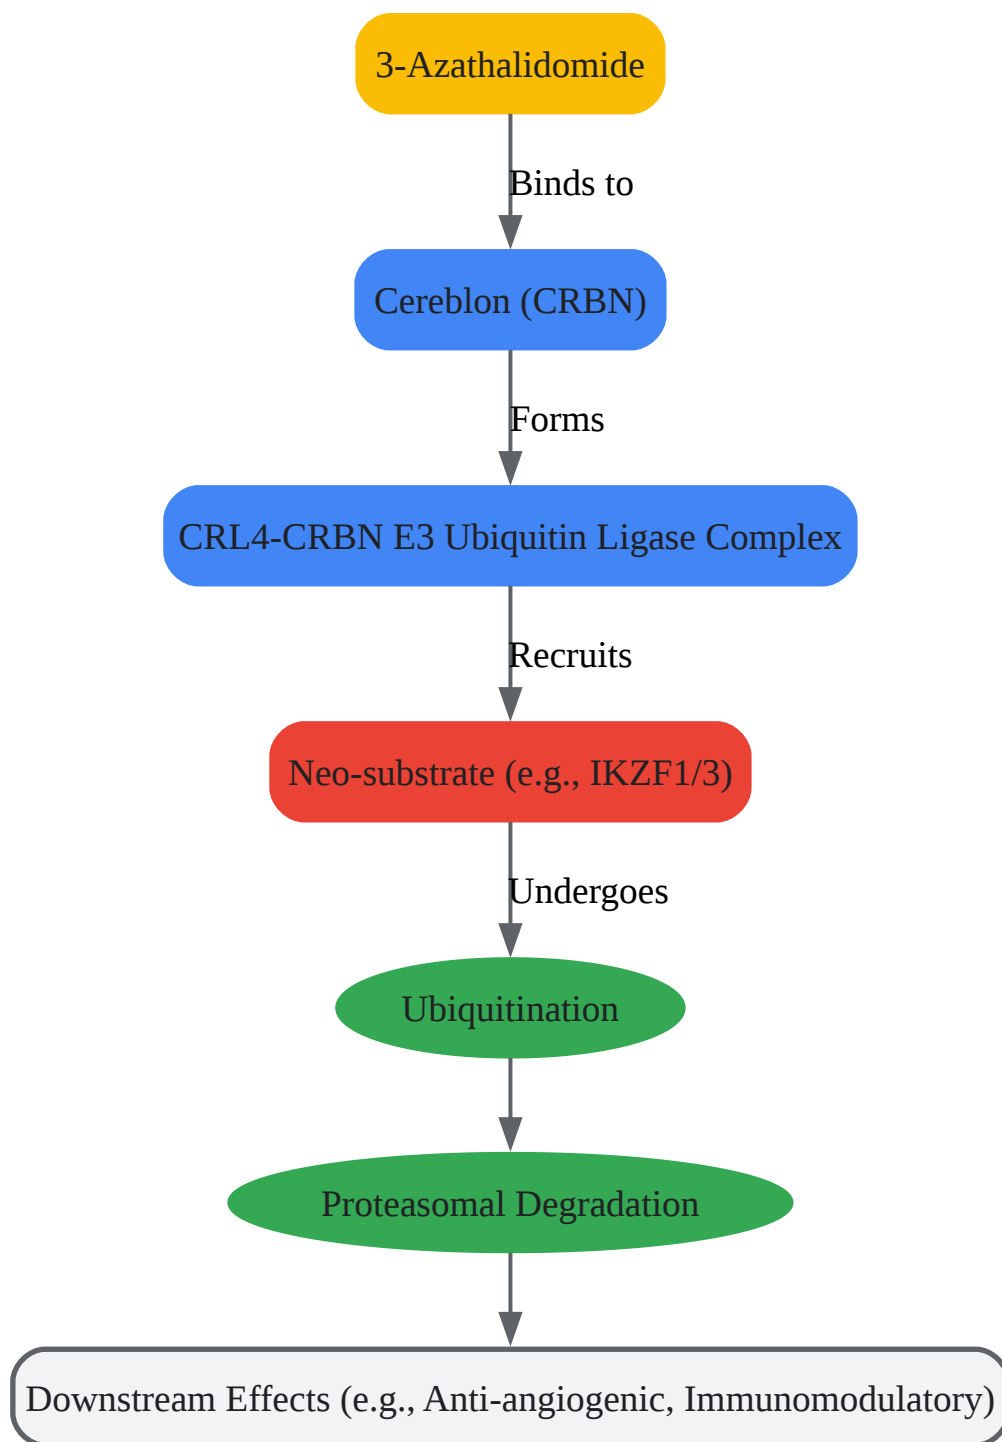 3-Azathalidomide
Binds to
Cereblon (CRBN)
Forms
CRL4-CRBN E3 Ubiquitin Ligase Complex
Recruits
Neo-substrate (e.g., IKZF1/3)
Undergoes
Ubiquitination
Proteasomal Degradation
Downstream Effects (e.g., Anti-angiogenic, Immunomodulatory)